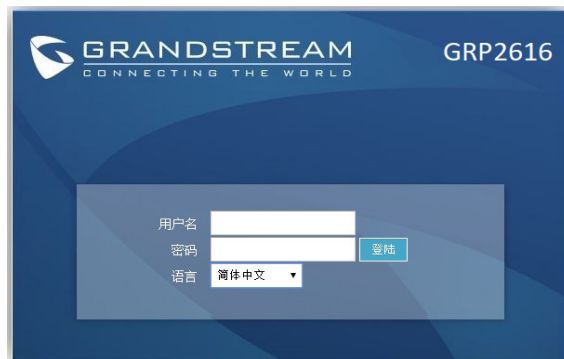 GRANDSTREAM
CONNECTING THE WORLD
GRP2616
用户名
密码
登陆
语言
简体中文